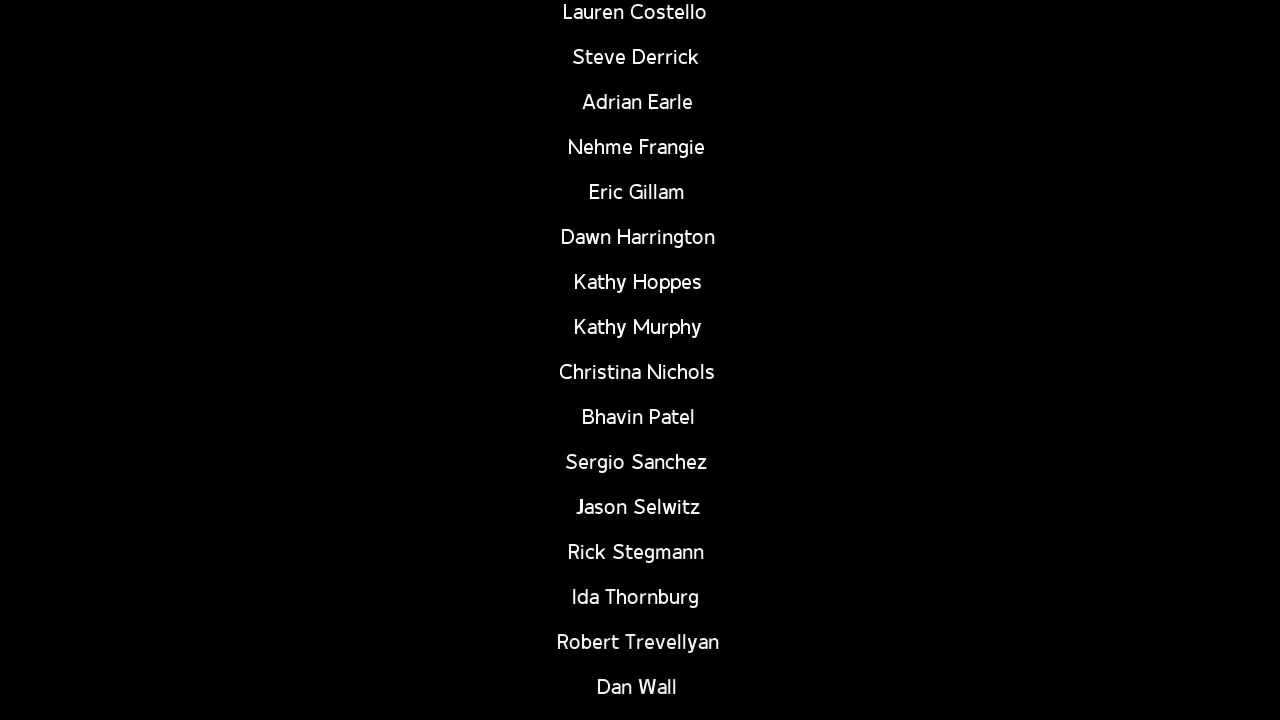 Lauren Costello
Steve Derrick
Adrian Earle
Nehme Frangie
Eric Gillam
Dawn Harrington
Kathy Hoppes
Kathy Murphy
Christina Nichols
Bhavin Patel
Sergio Sanchez
Jason Selwitz
Rick Stegmann
Ida Thornburg
Robert Trevellyan
Dan Wall